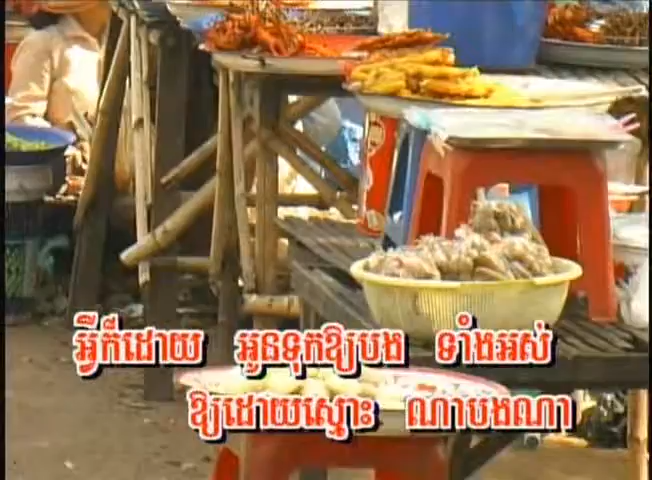 អ្វីក៏ដោយ អូនទុកឱ្យបង ទាំងអស់
ឱ្យដោយស្មោះ ណាបងណា